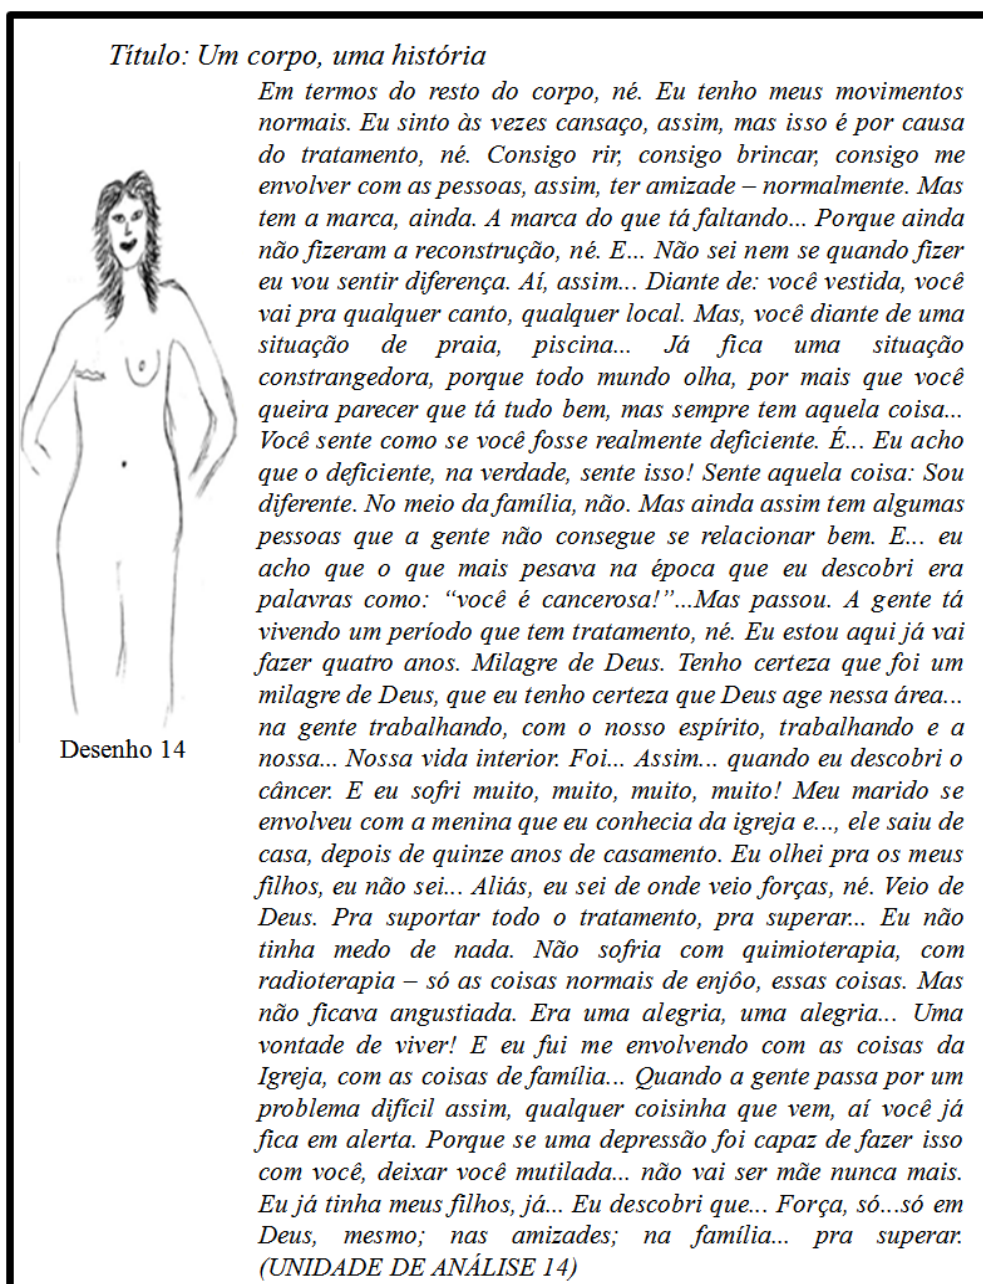 Título: Um corpo, uma história
Em termos do resto do corpo, né. Eu tenho meus movimentos
normais. Eu sinto às vezes cansaço, assim, mas isso é por causa
do tratamento, né. Consigo rir, consigo brincar, consigo me
envolver com as pessoas, assim, ter amizade – normalmente. Mas
tem a marca, ainda. A marca do que tá faltando... Porque ainda
não fizeram a reconstrução, né. E... Não sei nem se quando fizer
eu vou sentir diferença. Aí, assim... Diante de: você vestida, você
vai pra qualquer canto, qualquer local. Mas, você diante de uma
situação de praia, piscina... Já fica uma situação
constrangedora, porque todo mundo olha, por mais que você
queira parecer que tá tudo bem, mas sempre tem aquela coisa...
Você sente como se você fosse realmente deficiente. É... Eu acho
que o deficiente, na verdade, sente isso! Sente aquela coisa: Sou
diferente. No meio da família, não. Mas ainda assim tem algumas
pessoas que a gente não consegue se relacionar bem. E... eu
acho que o que mais pesava na época que eu descobri era
palavras como: “você é cancerosa!”...Mas passou. A gente tá
vivendo um período que tem tratamento, né. Eu estou aqui já vai
fazer quatro anos. Milagre de Deus. Tenho certeza que foi um
milagre de Deus, que eu tenho certeza que Deus age nessa área...
na gente trabalhando, com o nosso espírito, trabalhando e a
nossa... Nossa vida interior. Foi... Assim... quando eu descobri o
câncer. E eu sofri muito, muito, muito, muito! Meu marido se
envolveu com a menina que eu conhecia da igreja e..., ele saiu de
casa, depois de quinze anos de casamento. Eu olhei pra os meus
filhos, eu não sei... Aliás, eu sei de onde veio forças, né. Veio de
Deus. Pra suportar todo o tratamento, pra superar... Eu não
tinha medo de nada. Não sofria com quimioterapia, com
radioterapia – só as coisas normais de enjôo, essas coisas. Mas
não ficava angustiada. Era uma alegria, uma alegria... Uma
vontade de viver! E eu fui me envolvendo com as coisas da
Igreja, com as coisas de família... Quando a gente passa por um
problema difícil assim, qualquer coisinha que vem, aí você já
fica em alerta. Porque se uma depressão foi capaz de fazer isso
com você, deixar você mutilada... não vai ser mãe nunca mais.
Eu já tinha meus filhos, já... Eu descobri que... Força, só...só em
Deus, mesmo; nas amizades; na família... pra superar.
(UNIDADE DE ANÁLISE 14)
Desenho 14